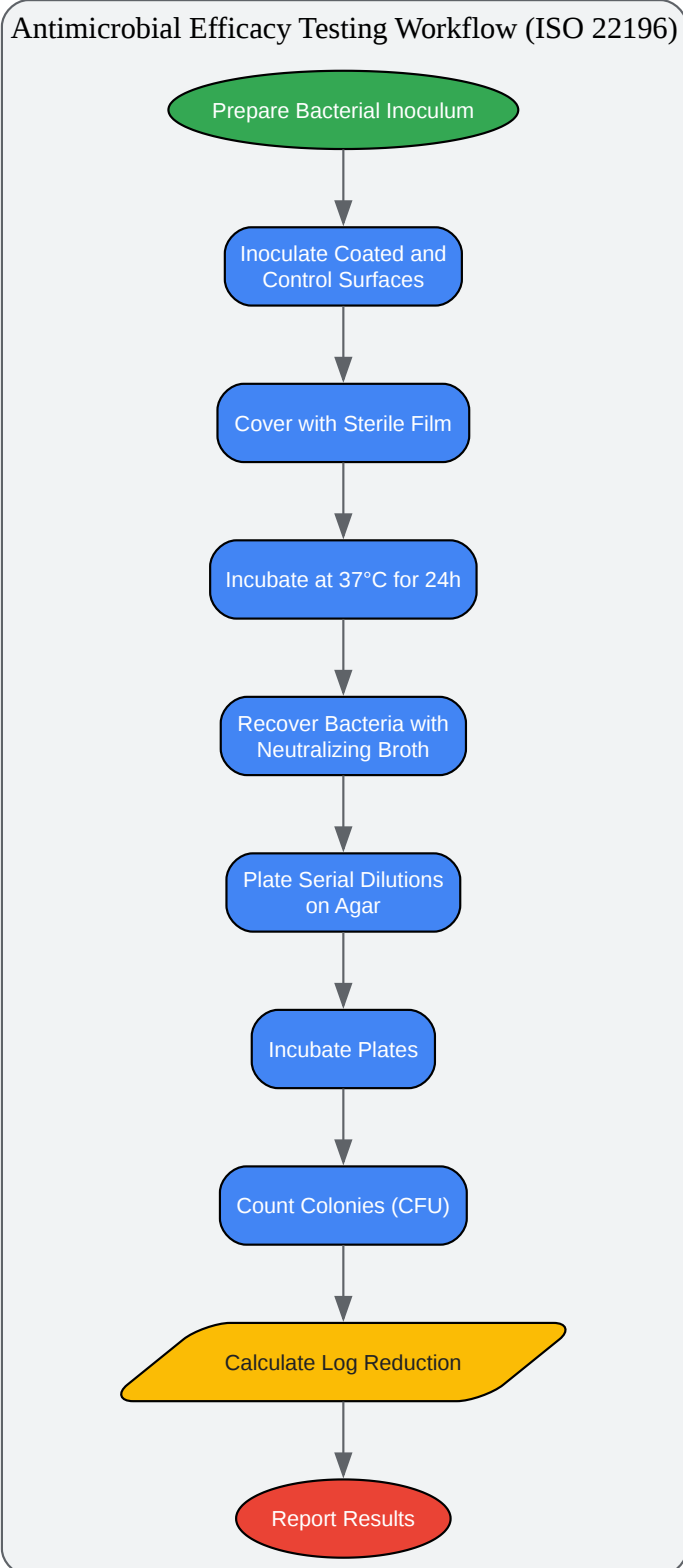 Antimicrobial Efficacy Testing Workflow (ISO 22196)
Prepare Bacterial Inoculum
Inoculate Coated and
Control Surfaces
Cover with Sterile Film
Incubate at 37°C for 24h
Recover Bacteria with
Neutralizing Broth
Plate Serial Dilutions
on Agar
Incubate Plates
Count Colonies (CFU)
Calculate Log Reduction
Report Results